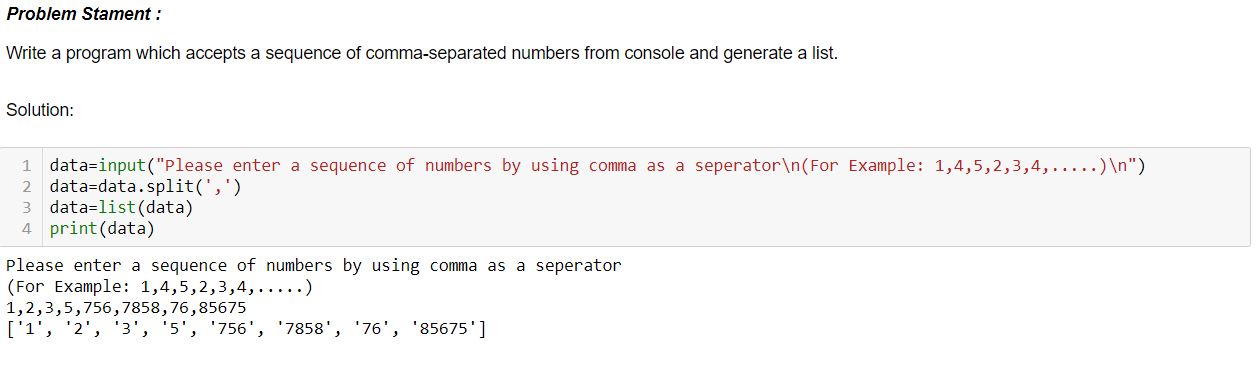 Problem Stament :
Write a program which accepts a sequence of comma-separated numbers from console and generate a list.
Solution:
1 data=input("Please enter a sequence of numbers by using comma as a seperator\n(For Example: 1,4,5,2,3,4,.....)\n")
2 data=data.split(',')
3 data=list(data)
4 print(data)
Please enter a sequence of numbers by using comma as a seperator
(For Example: 1,4,5,2,3,4,.....)
1,2,3,5,756,7858,76,85675
['1', '2', '3', '5', '756', '7858', '76', '85675']